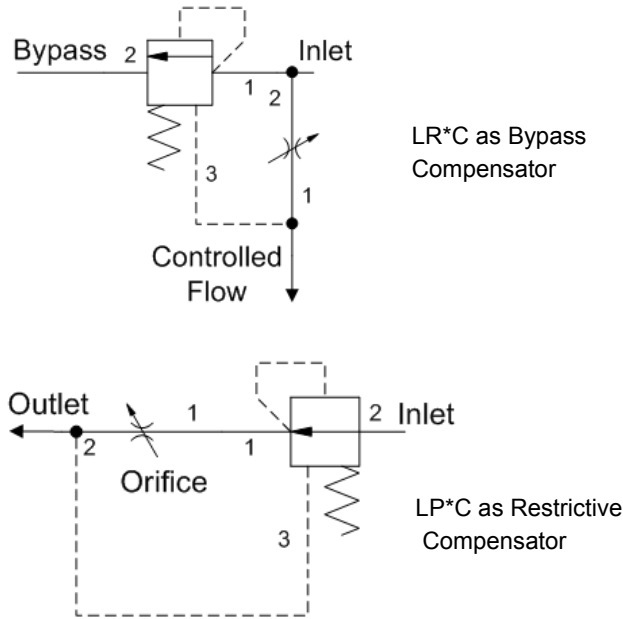 Bypass 2 Inlet
1
2
LR*C as Bypass
Compensator
3
1
Controlled
Flow
Outlet 1 2 Inlet
2 1
Orifice
LP*C as Restrictive
3
Compensator